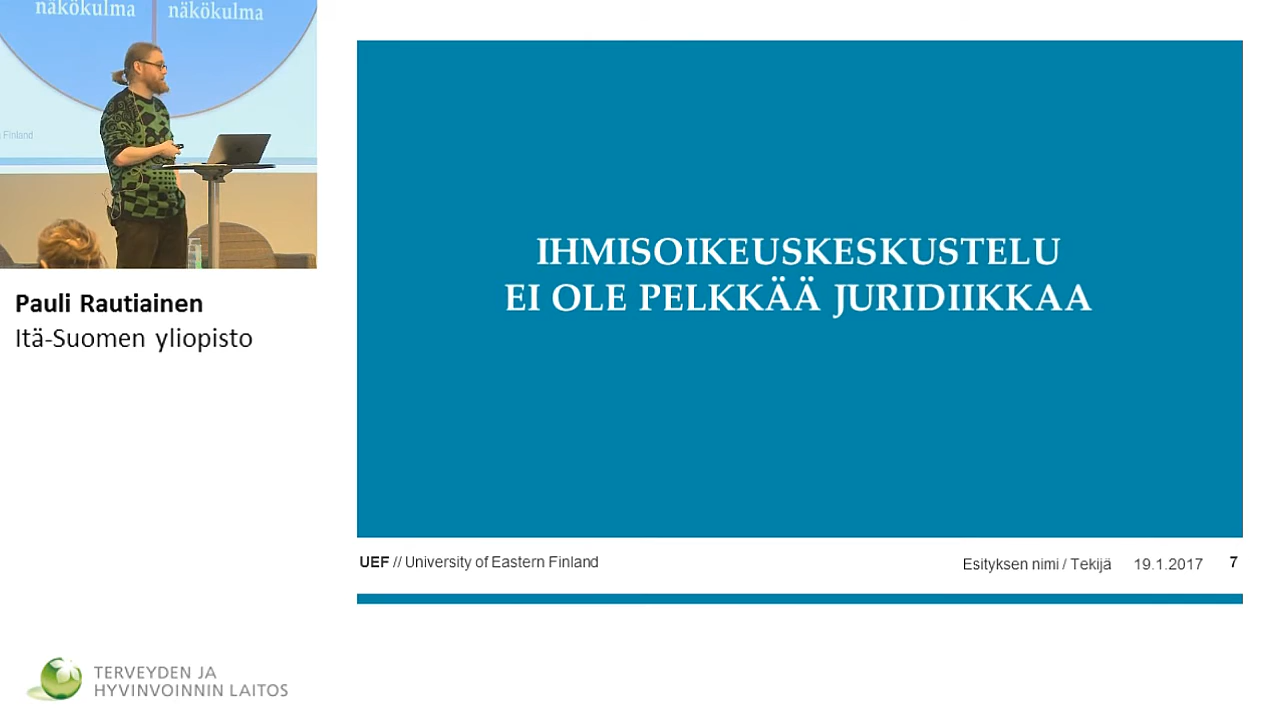 näkökulma
näkökulma
Finland
Pauli Rautiainen
Itä-Suomen yliopisto
IHMISOIKEUSKESKUSTELU
EI OLE PELKKÄÄ JURIDIIKKAA
UEF // University of Eastern Finland
Esityksen nimi / Tekijä 19.1.2017 7
TERVEYDEN JA
HYVINVOINNIN LAITOS